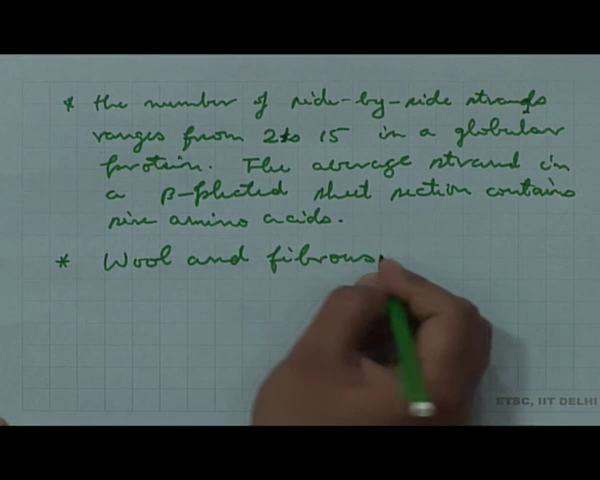 * the number of side-by-side strands
ranges from 2 to 15 in a globular
protein. The average strand in
a β-pleated sheet section contains
six amino acids.
* Wool and fibrous
ETSC, IIT DELHI